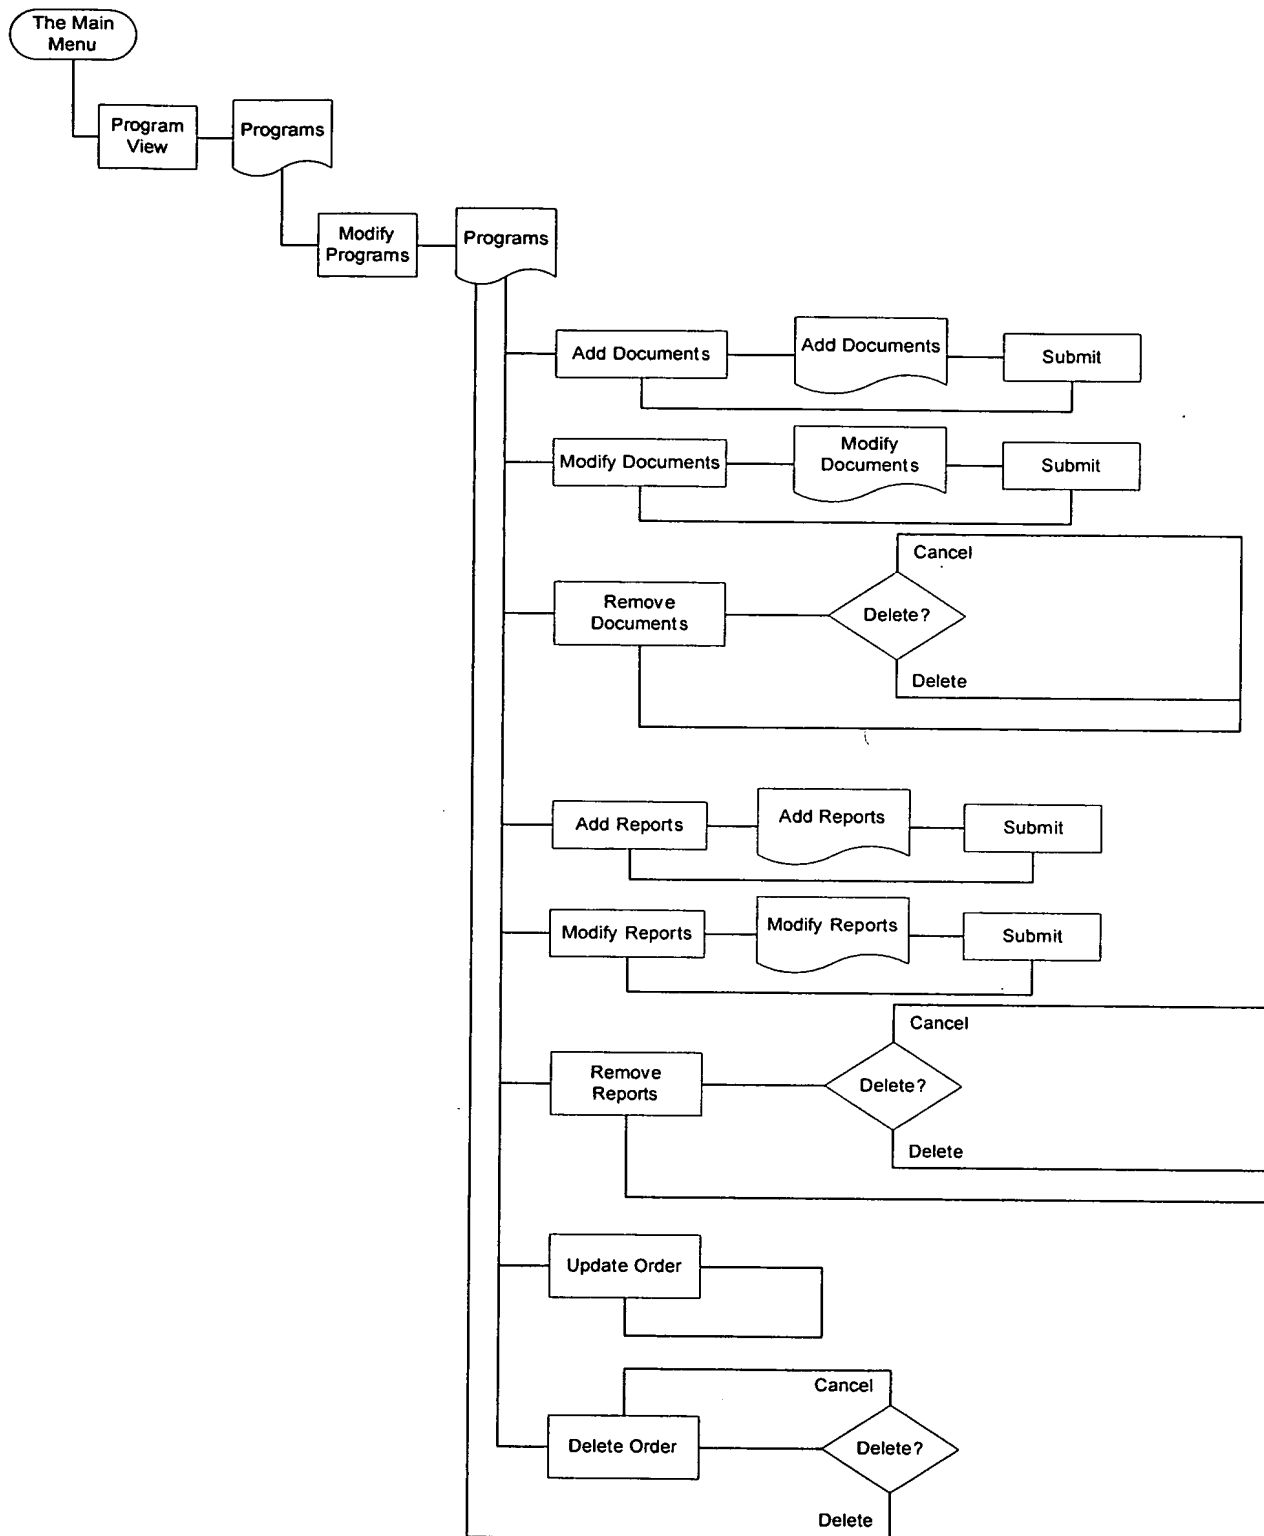 The Main
Menu
Program
View
Programs
Modify
Programs
Programs
Add Documents
Add Documents
Submit
Modify Documents
Modify
Documents
Submit
Cancel
Remove
Documents
Delete?
Delete
Add Reports
Add Reports
Submit
Modify Reports
Modify Reports
Submit
Cancel
Remove
Reports
Delete?
Delete
Update Order
Cancel
Delete Order
Delete?
Delete